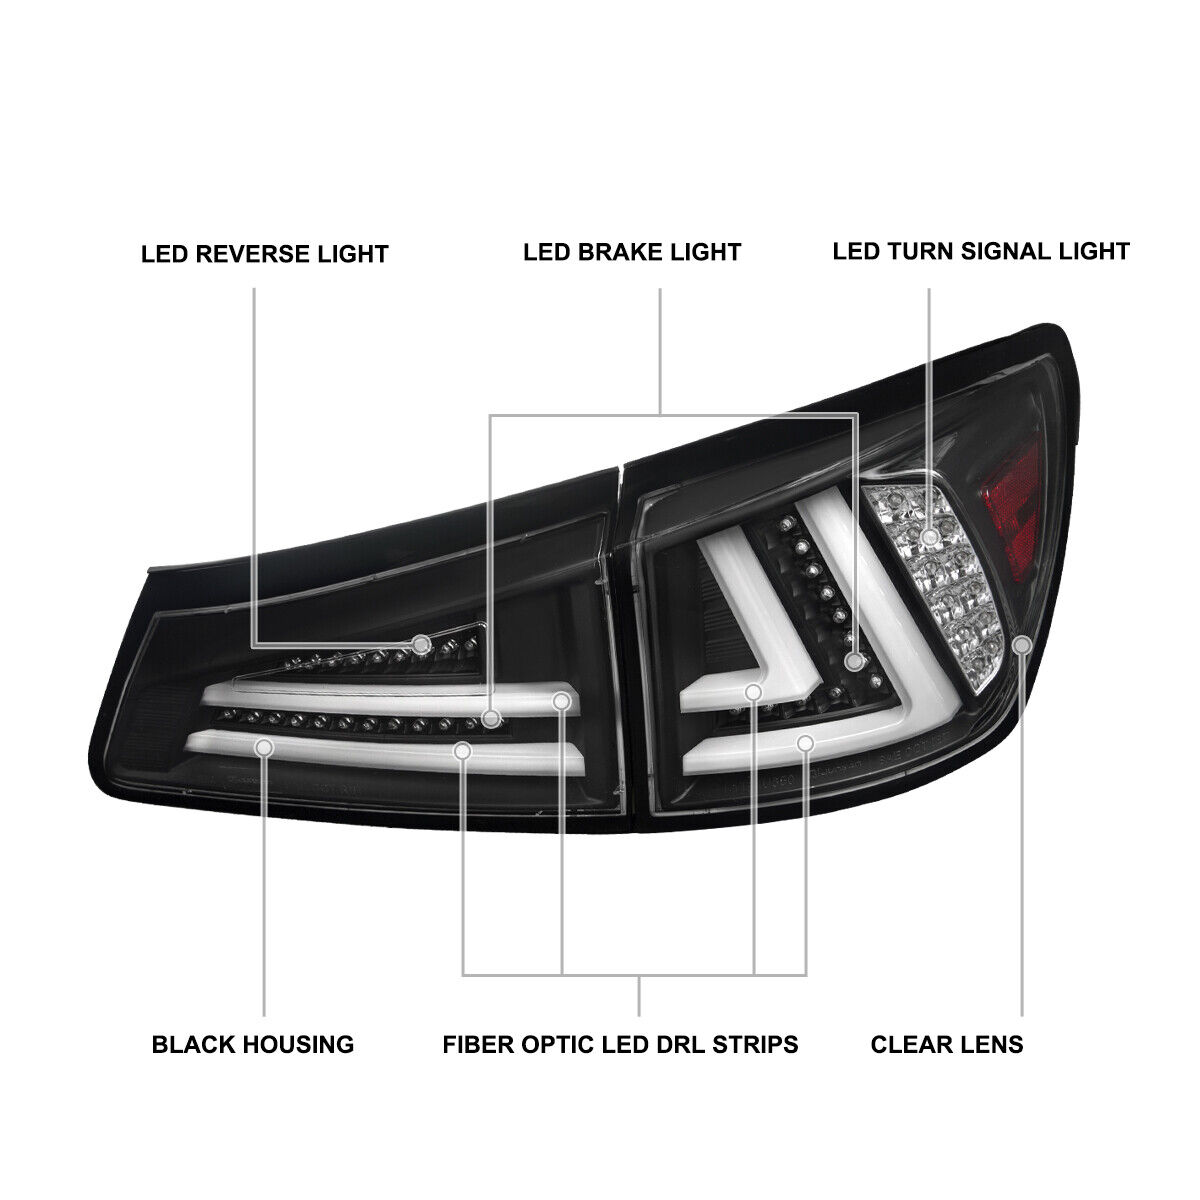 LED REVERSE LIGHT
LED BRAKE LIGHT
LED TURN SIGNAL LIGHT
BLACK HOUSING
FIBER OPTIC LED DRL STRIPS
CLEAR LENS